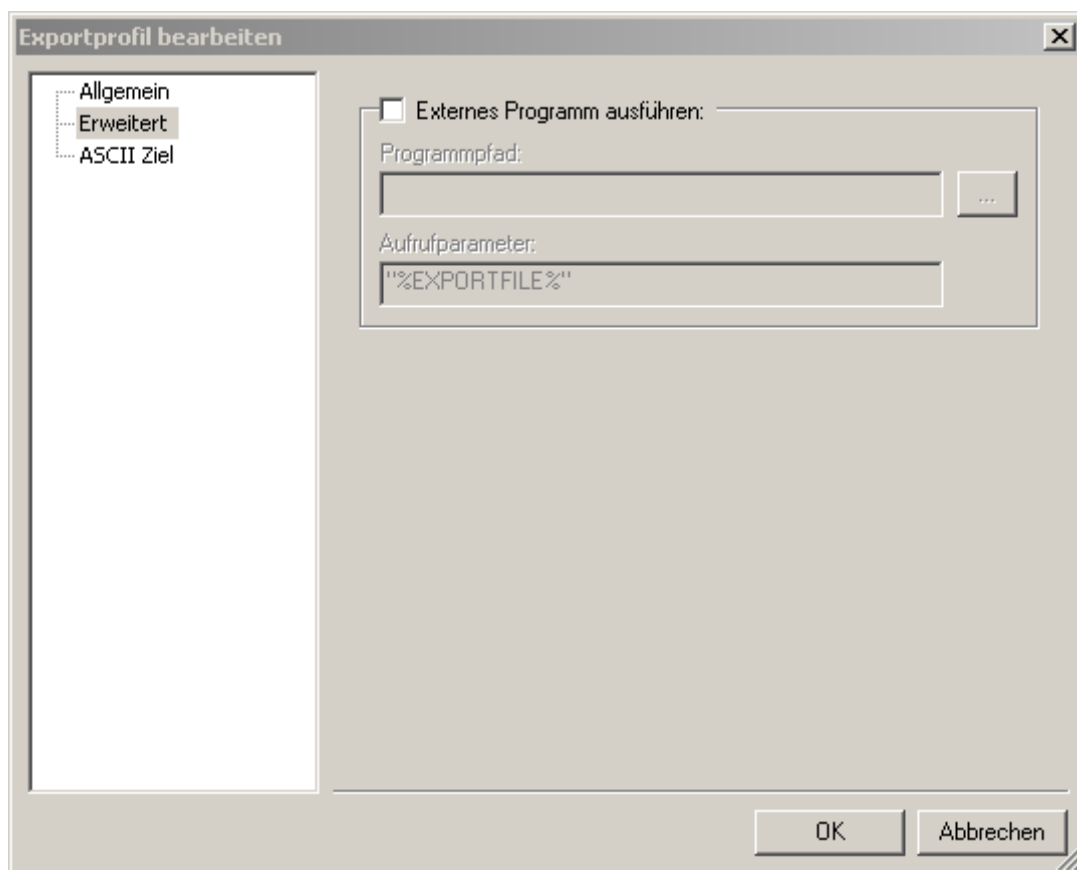 Exportprofil bearbeiten
Allgemein
Erweitert
ASCII Ziel
Externes Programm ausführen:
Programmpfad:
...
Aufrufparameter:
"%EXPORTFILE%"
OK
Abbrechen